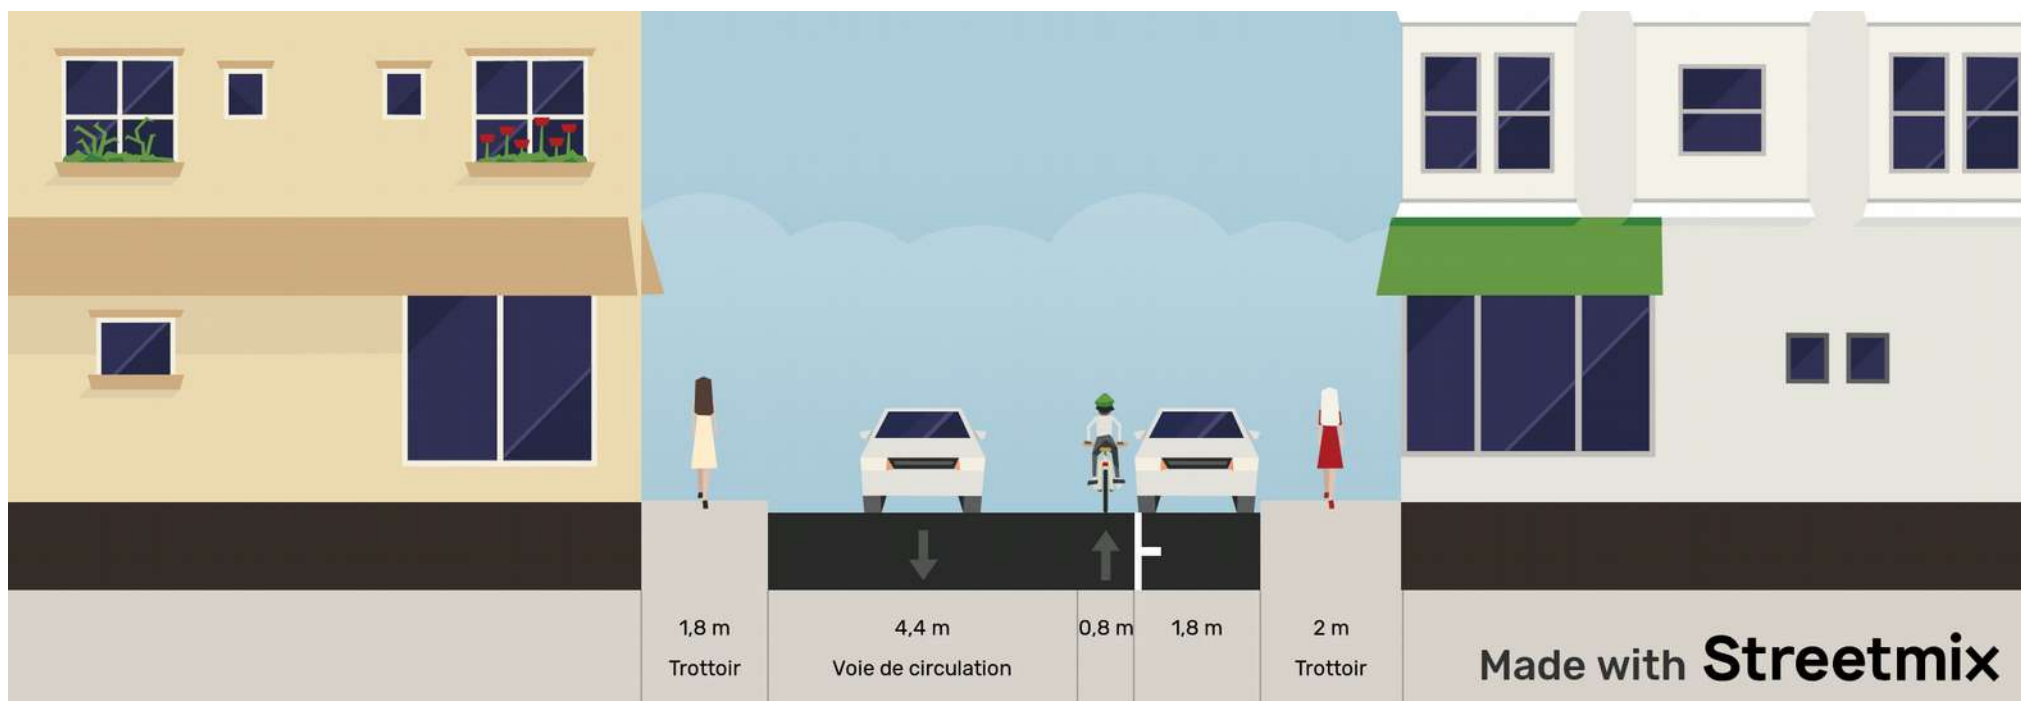 1,8 m
4,4 m
0,8 m
1,8 m
2 m
Trottoir
Voie de circulation
Trottoir
Made with Streetmix